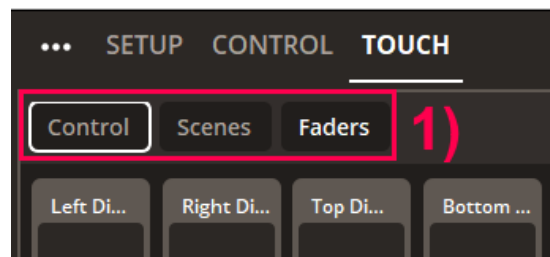 ••• SETUP CONTROL TOUCH
Control Scenes Faders 1)
Left Di... Right Di... Top Di... Bottom ...